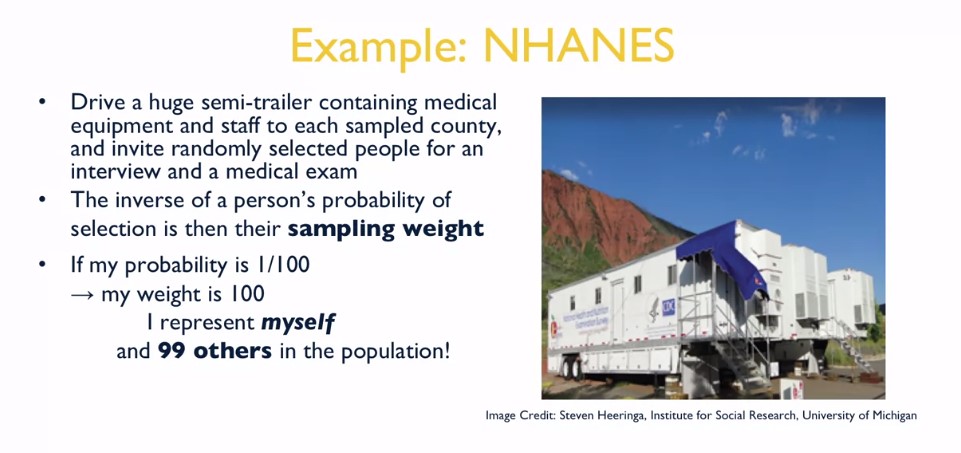 Example: NHANES
• Drive a huge semi-trailer containing medical
equipment and staff to each sampled county,
and invite randomly selected people for an
interview and a medical exam
• The inverse of a person's probability of
selection is then their sampling weight
• If my probability is 1/100
→ my weight is 100
I represent myself
and 99 others in the population!
CDC
Image Credit: Steven Heeringa, Institute for Social Research, University of Michigan